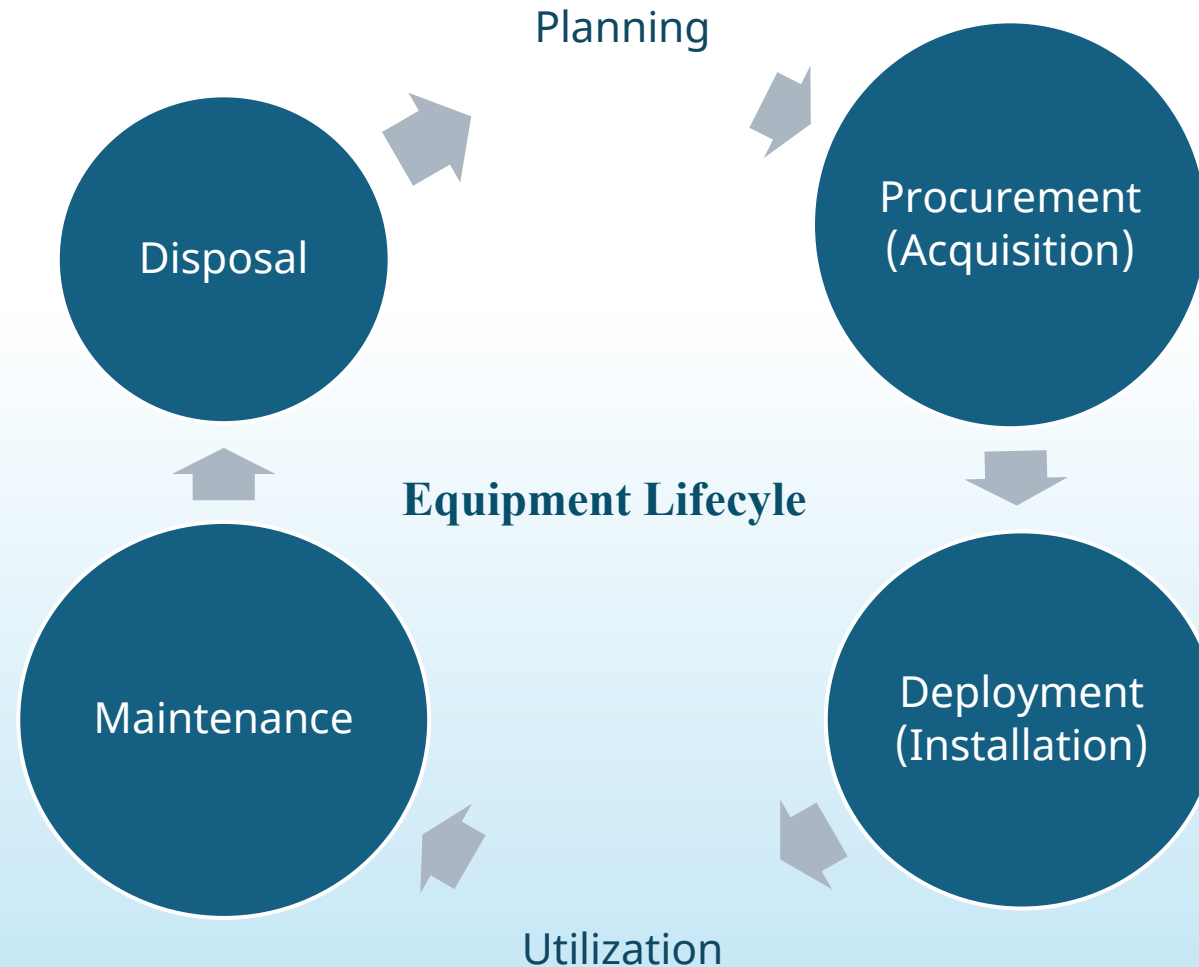 Planning
Procurement
(Acquisition)
Disposal
Equipment Lifecyle
Maintenance
Deployment
(Installation)
Utilization